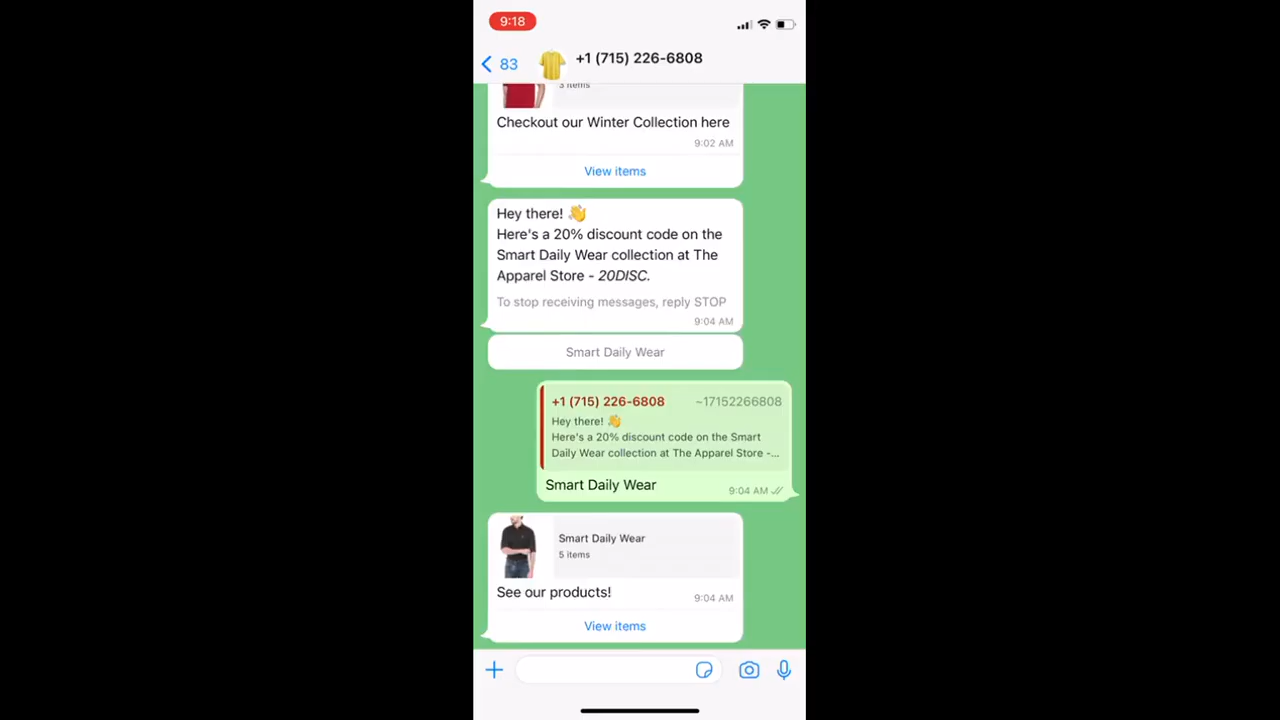 9:18
83
+1 (715) 226-6808
3 items
Checkout our Winter Collection here
9:02 AM
View items
Hey there! 👋
Here's a 20% discount code on the
Smart Daily Wear collection at The
Apparel Store - 20DISC.
To stop receiving messages, reply STOP
9:04 AM
Smart Daily Wear
+1 (715) 226-6808 ~17152266808
Hey there! 👋
Here's a 20% discount code on the Smart
Daily Wear collection at The Apparel Store -...
Smart Daily Wear
9:04 AM
Smart Daily Wear
5 items
See our products!
9:04 AM
View items